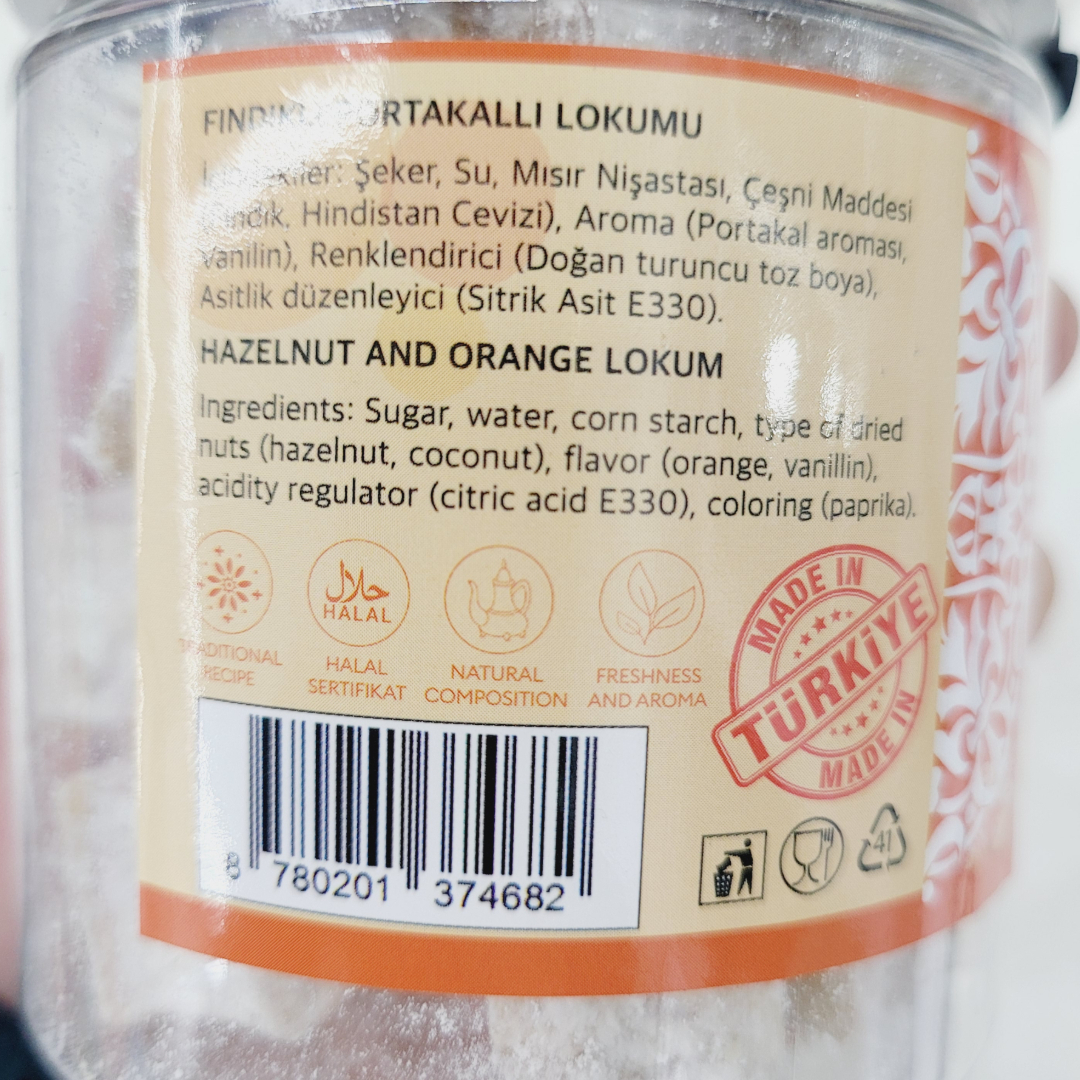 LOKUMU
Şeker, Su, Mısır Nişastası, Çeşni Maddesi
Hindistan Cevizi), Aroma (Portakal aroması,
vanilin), Renklendirici (Doğan turuncu toz boya),
Asitlik düzenleyici (Sitrik Asit E330).
HAZELNUT AND ORANGE LOKUM
Ingredients: Sugar, water, corn starch, type of dried
nuts (hazelnut, coconut), flavor (orange, vanillin),
acidity regulator (citric acid E330), coloring (paprika).
حلال
HALAL
TRADITIONAL
RECIPE
HALAL
SERTIFIKAT
NATURAL
COMPOSITION
FRESHNESS
AND AROMA
MADE IN
TÜRKİYE
MADE IN
8 780201 374682
41